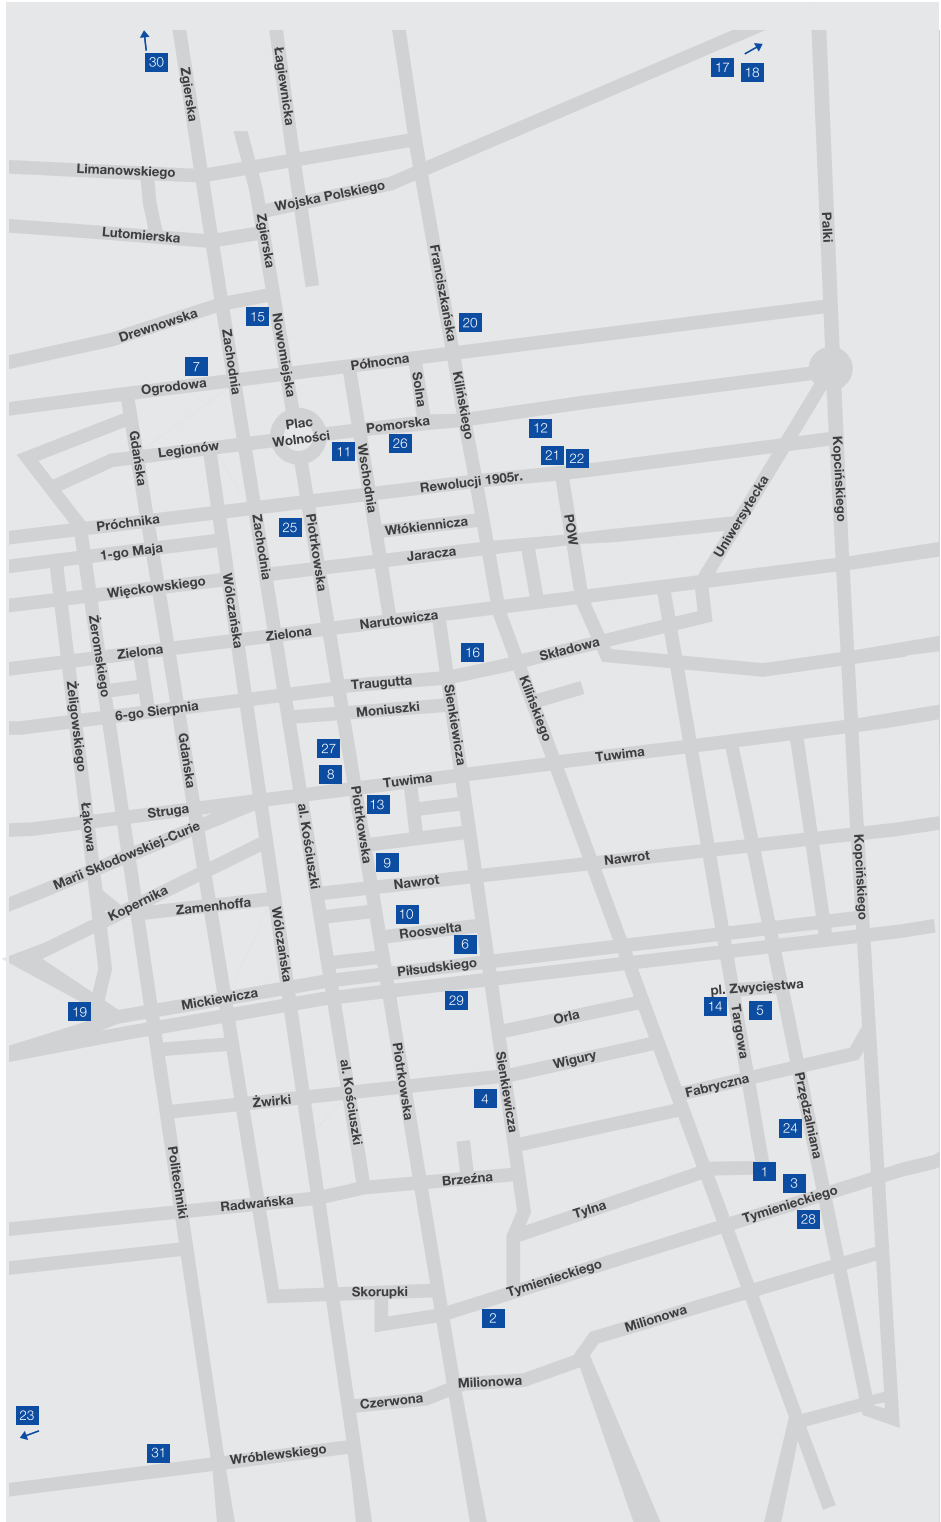 30
17
18
Zgierska
Łagiewnicka
Limanowskiego
Wojska Polskiego
Lutomierska
Zgierska
Palki
Franciszkańska
Drewnowska
15
Nowomiejska
20
Zachodnia
7
Północna
Ogrodowa
Solna
Kilińskiego
Plac
Wolności
Pomorska
Gdańska
Legionów
11
26
12
21
22
Wschodnia
Kopcińskiego
Rewolucji 1905r.
Próchnika
Zachodnia
25
Piotrkowska
Włókiennicza
POW
Uniwersytecka
1-go Maja
Jaracza
Więckowskiego
Wólczańska
Narutowicza
Żeromskiego
Zielona
Zielona
16
Składowa
Traugutta
Żeligowskiego
6-go Sierpnia
Moniuszki
Sienkiewicza
Kilińskiego
Gdańska
27
8
Tuwima
Tuwima
Struga
13
Łąkowa
al. Kościuszki
Piotrkowska
Marii Skłodowskiej-Curie
9
Nawrot
Nawrot
Kopcińskiego
Kopernika
Zamenhoffa
Wólczańska
10
Roosvelta
6
Piłsudskiego
Mickiewicza
29
19
pl. Zwycięstwa
14
5
Targowa
Orla
Wigury
al. Kościuszki
Piotrkowska
Sienkiewicza
Fabryczna
Przędzalniana
Żwirki
4
24
Politechniki
Brzeźna
1
3
Radwańska
Tylna
Tymienieckiego
28
Skorupki
Tymienieckiego
2
Milionowa
Milionowa
Czerwona
23
31
Wróblewskiego